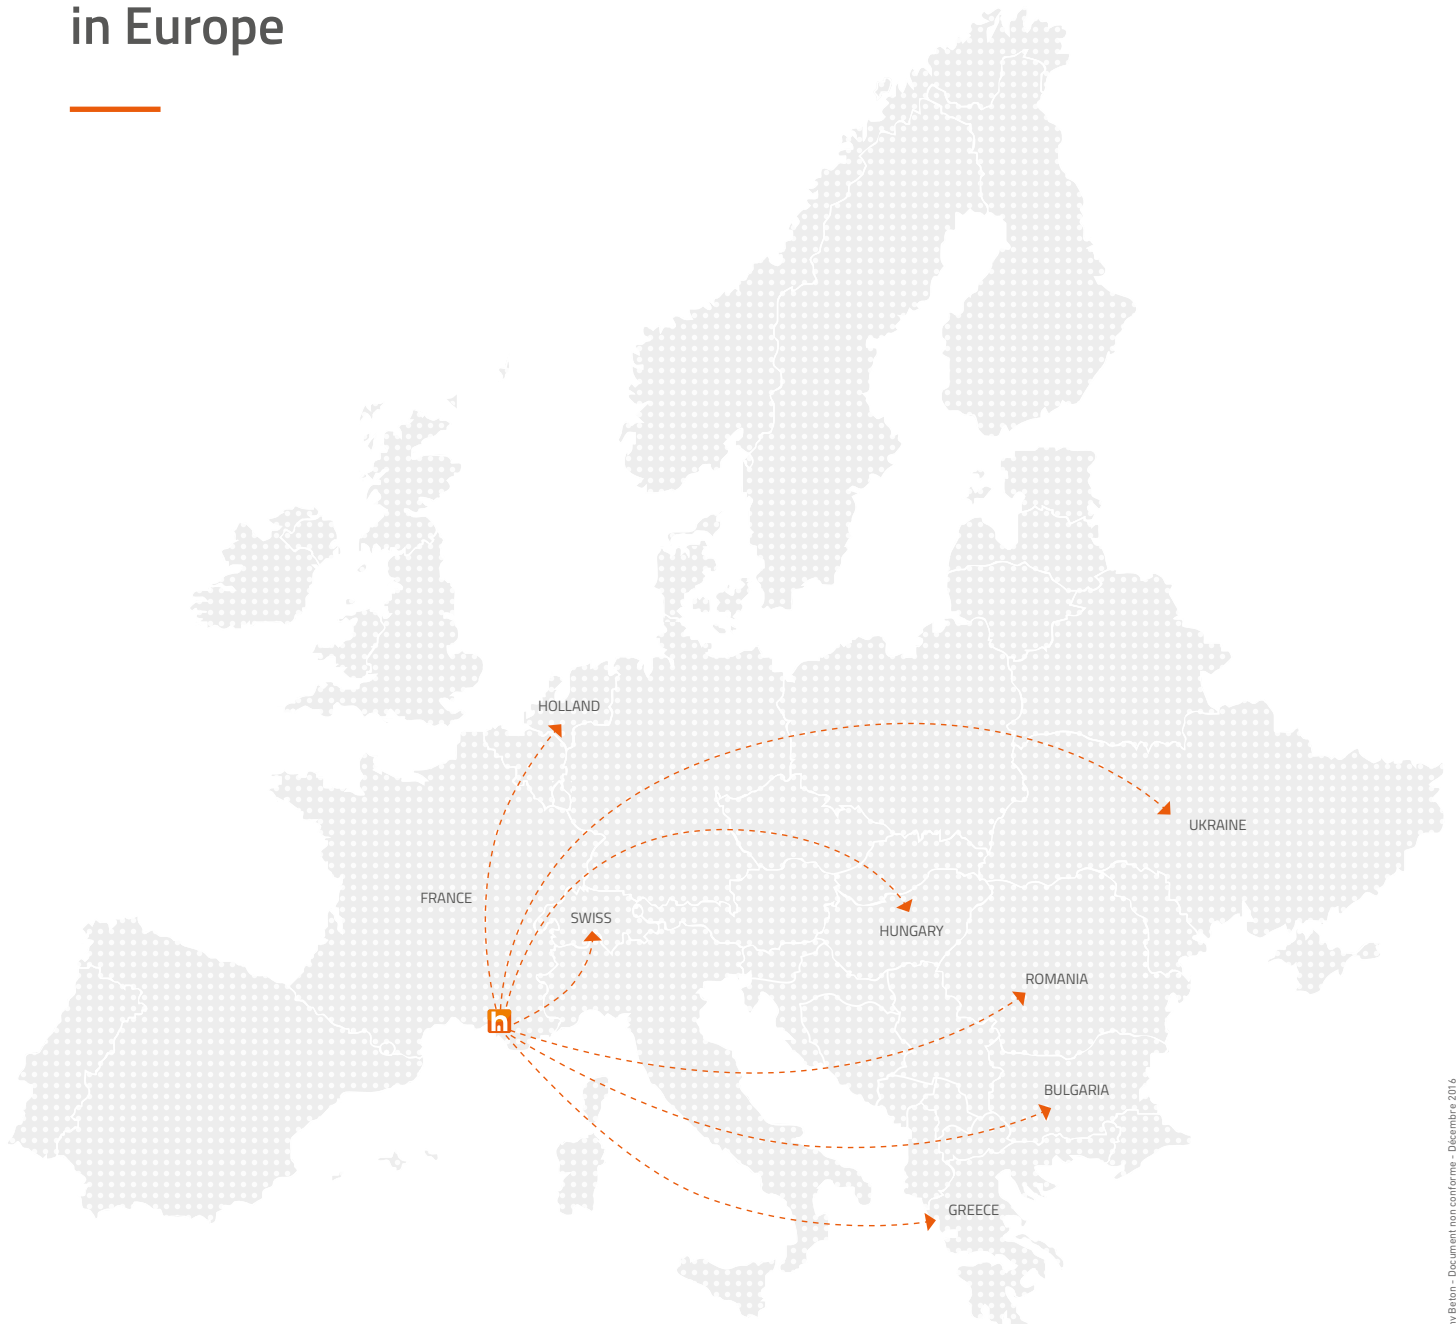 in Europe
HOLLAND
UKRAINE
FRANCE
SWISS
HUNGARY
ROMANIA
h
BULGARIA
GREECE
Beton - Document non conforme - Décembre 2016